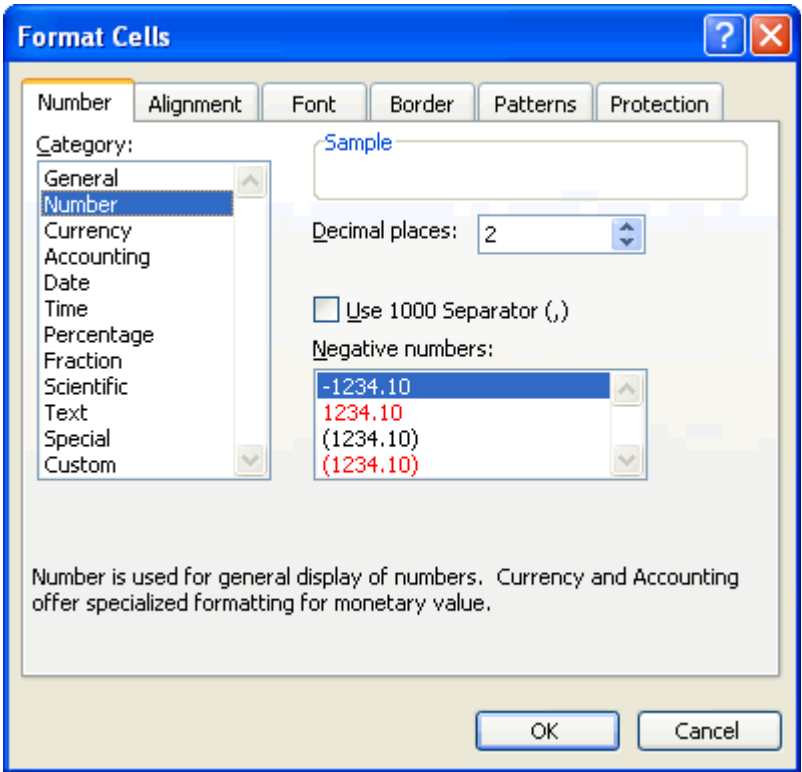 Format Cells
?
Number Alignment Font Border Patterns Protection
Category:
General
Number
Currency
Accounting
Date
Time
Percentage
Fraction
Scientific
Text
Special
Custom
Sample
Decimal places: 2
Use 1000 Separator (,)
Negative numbers:
-1234.10
1234.10
(1234.10)
(1234.10)
Number is used for general display of numbers. Currency and Accounting
offer specialized formatting for monetary value.
OK Cancel